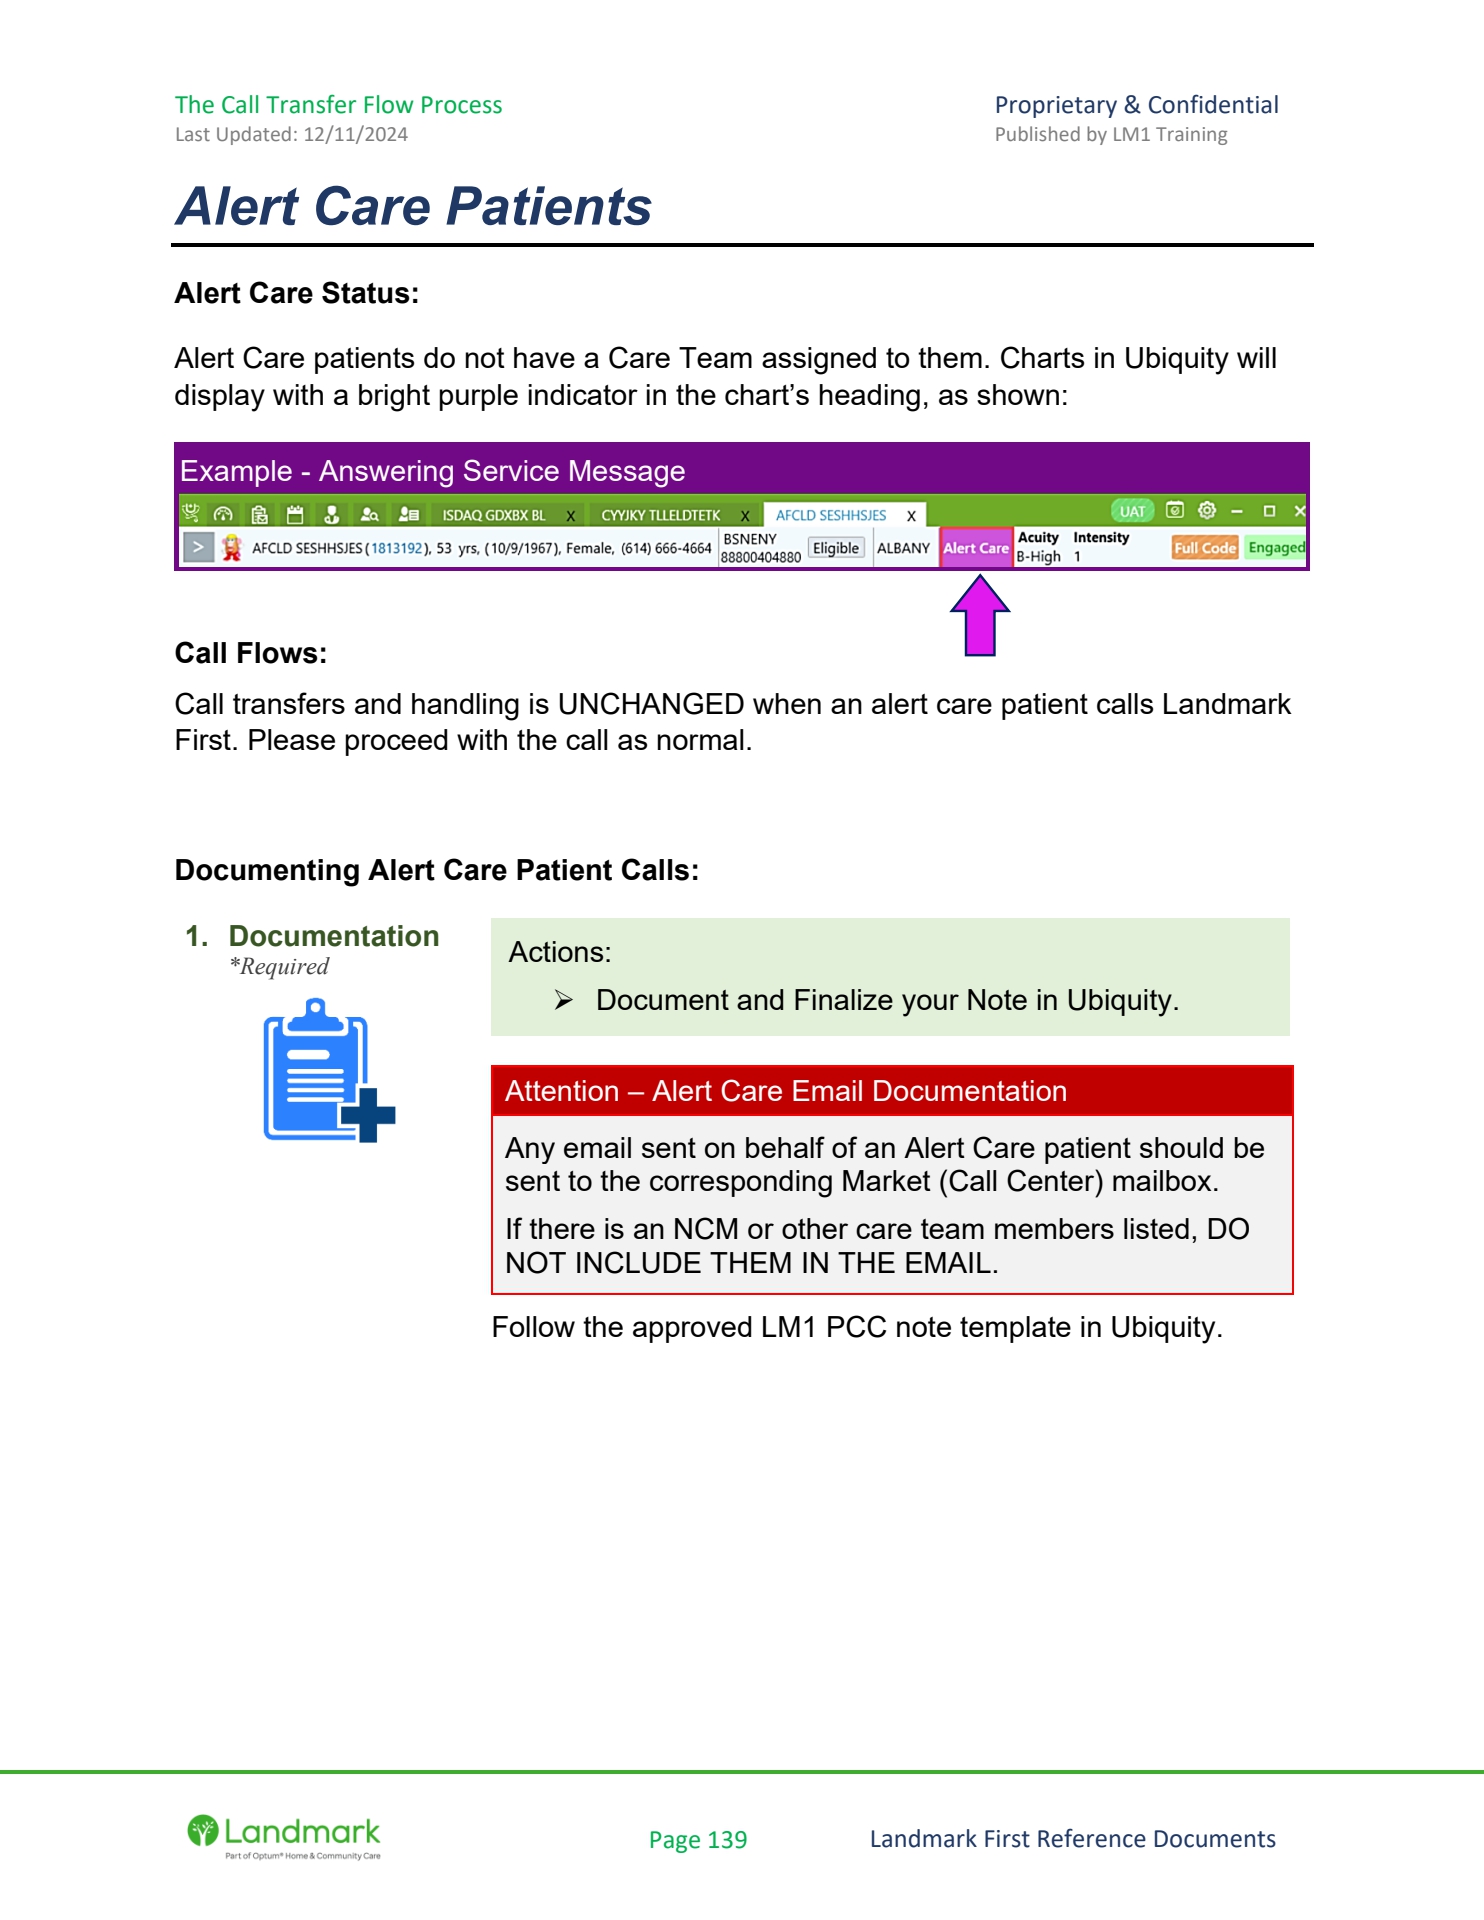 The Call Transfer Flow Process
Proprietary & Confidential
Last Updated: 12/11/2024
Published by LM1 Training
Alert Care Patients
Alert Care Status:
Alert Care patients do not have a Care Team assigned to them. Charts in Ubiquity will
display with a bright purple indicator in the chart’s heading, as shown:
Example - Answering Service Message
ISDAQ GDXBX BL X CYYJKY TLLELDTETK X AFCLD SESHHSJES X UAT
> AFCLD SESHHSJES (1813192), 53 yrs, (10/9/1967), Female, (614) 666-4664 BSNENY 88800404880 Eligible ALBANY Alert Care Acuity B-High Intensity 1 Full Code Engaged
Call Flows:
Call transfers and handling is UNCHANGED when an alert care patient calls Landmark
First. Please proceed with the call as normal.
Documenting Alert Care Patient Calls:
1. Documentation
*Required
Actions:
➢ Document and Finalize your Note in Ubiquity.
Attention – Alert Care Email Documentation
Any email sent on behalf of an Alert Care patient should be
sent to the corresponding Market (Call Center) mailbox.
If there is an NCM or other care team members listed, DO
NOT INCLUDE THEM IN THE EMAIL.
Follow the approved LM1 PCC note template in Ubiquity.
Landmark
Part of Optum® Home & Community Care
Page 139
Landmark First Reference Documents